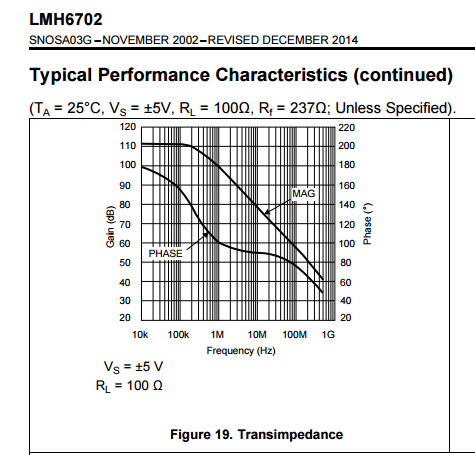 LMH6702
SNOSA03G – NOVEMBER 2002 – REVISED DECEMBER 2014
Typical Performance Characteristics (continued)
(TA = 25°C, VS = ±5V, RL = 100Ω, Rf = 237Ω; Unless Specified).
120 220
110 200
100 180
90 160
80 140
70 120
60 100
50 80
40 60
30 40
20 20
Gain (dB)
Phase (°)
MAG
PHASE
10k 100k 1M 10M 100M 1G
Frequency (Hz)
VS = ±5 V
RL = 100 Ω
Figure 19. Transimpedance